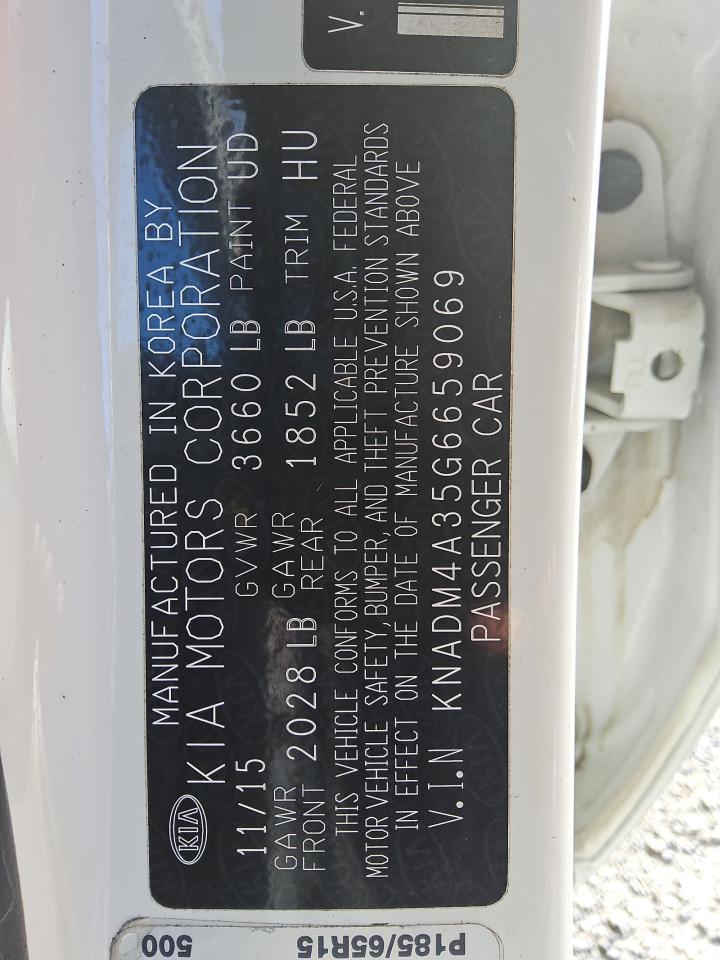 V.
KIA
MANUFACTURED IN KOREA BY
KIA MOTORS CORPORATION
11/15 GVWR 3660 LB PAINT UD
GAWR FRONT 2028 LB GAWR REAR 1852 LB TRIM HU
THIS VEHICLE CONFORMS TO ALL APPLICABLE U.S.A. FEDERAL
MOTOR VEHICLE SAFETY, BUMPER, AND THEFT PREVENTION STANDARDS
IN EFFECT ON THE DATE OF MANUFACTURE SHOWN ABOVE
V.I.N KNADM4A35G6659069
PASSENGER CAR
P185/65R15
500